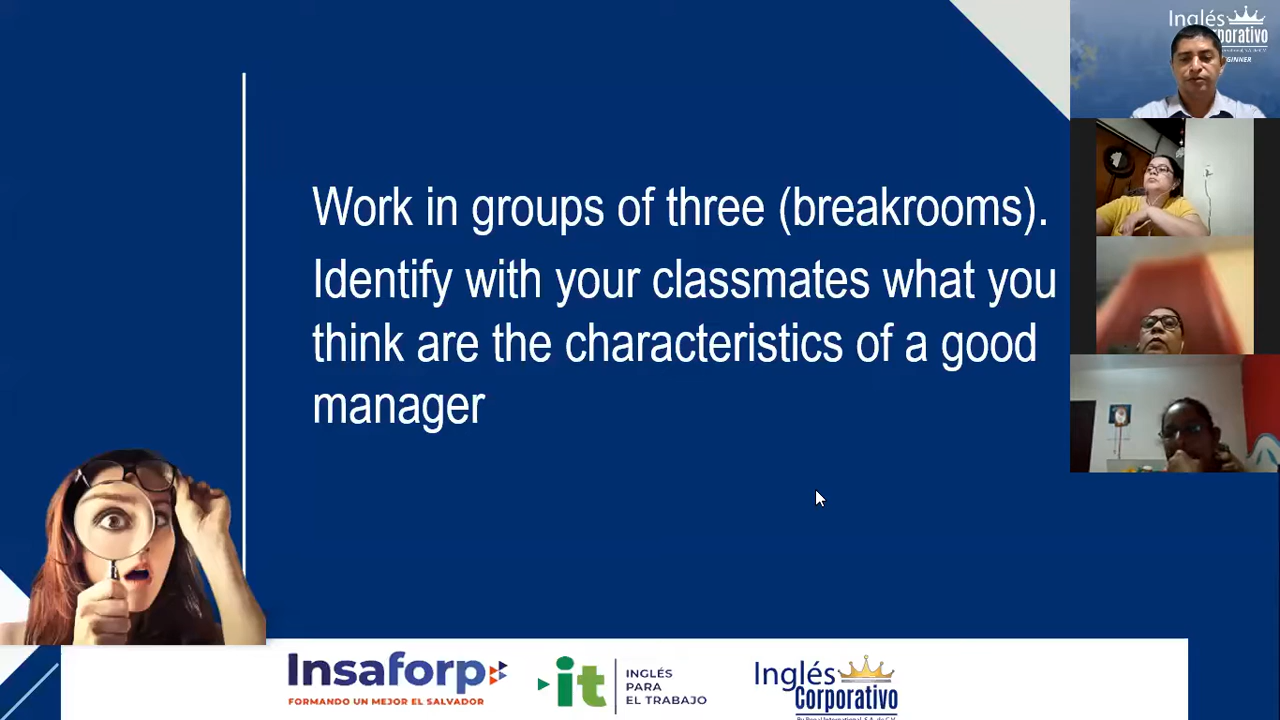 Work in groups of three (breakrooms).
Identify with your classmates what you
think are the characteristics of a good
manager
Insaforp
FORMANDO UN MEJOR EL SALVADOR
it
INGLÉS
PARA
EL TRABAJO
Inglés
Corporativo
Inglés